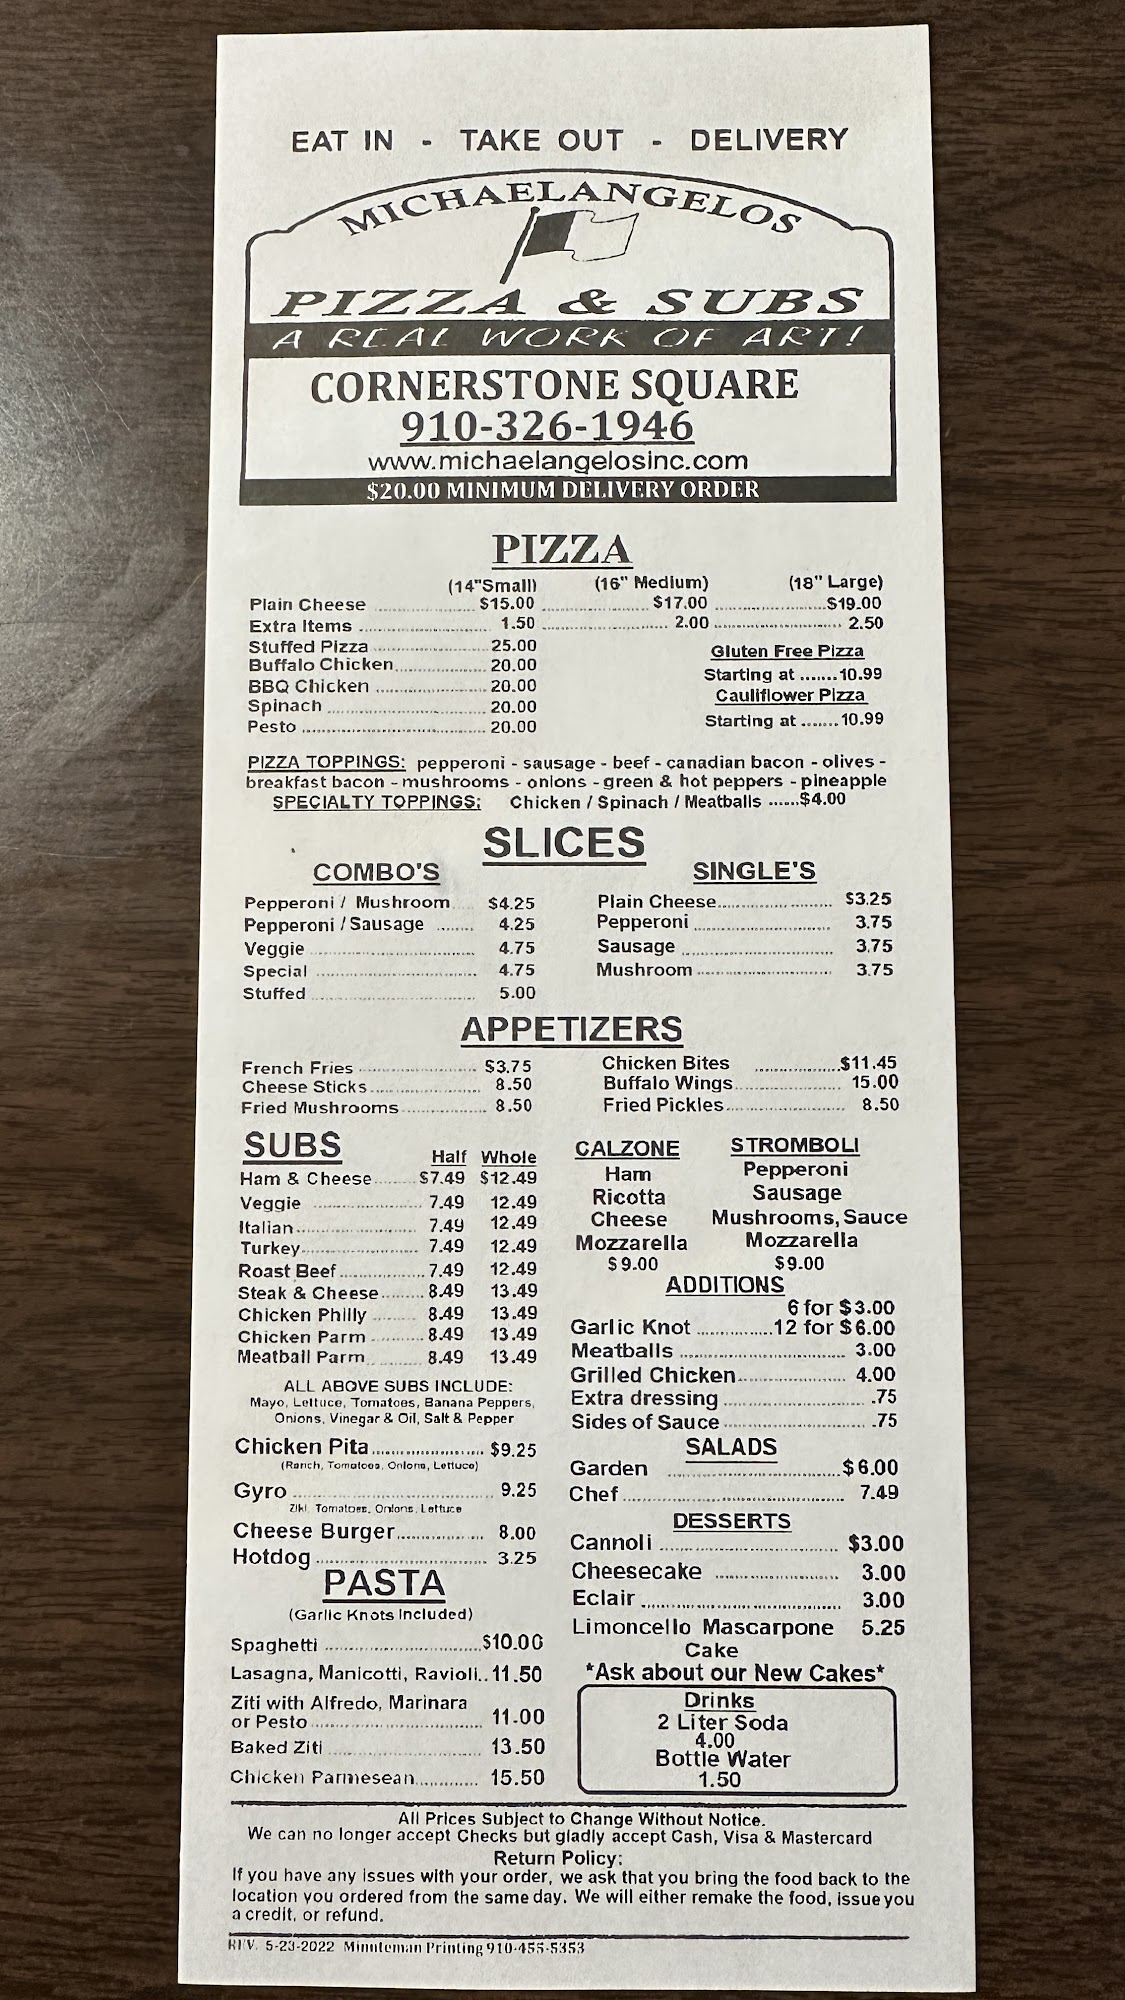 EAT IN - TAKE OUT - DELIVERY
MICHAELANGELOS
PIZZA & SUBS
A REAL WORK OF ART!
CORNERSTONE SQUARE
910-326-1946
www.michaelangelosinc.com
$20.00 MINIMUM DELIVERY ORDER
PIZZA
(14"Small) (16" Medium) (18" Large)
Plain Cheese $15.00 $17.00 $19.00
Extra Items 1.50 2.00 2.50
Stuffed Pizza 25.00
Buffalo Chicken 20.00
BBQ Chicken 20.00
Spinach 20.00
Pesto 20.00
Gluten Free Pizza
Starting at .......10.99
Cauliflower Pizza
Starting at .......10.99
PIZZA TOPPINGS: pepperoni - sausage - beef - canadian bacon - olives -
breakfast bacon - mushrooms - onions - green & hot peppers - pineapple
SPECIALTY TOPPINGS: Chicken / Spinach / Meatballs ......$4.00
SLICES
COMBO'S
Pepperoni / Mushroom $4.25
Pepperoni / Sausage 4.25
Veggie 4.75
Special 4.75
Stuffed 5.00
SINGLE'S
Plain Cheese $3.25
Pepperoni 3.75
Sausage 3.75
Mushroom 3.75
APPETIZERS
French Fries $3.75
Cheese Sticks 8.50
Fried Mushrooms 8.50
Chicken Bites $11.45
Buffalo Wings 15.00
Fried Pickles 8.50
SUBS Half Whole
Ham & Cheese $7.49 $12.49
Veggie 7.49 12.49
Italian 7.49 12.49
Turkey 7.49 12.49
Roast Beef 7.49 12.49
Steak & Cheese 8.49 13.49
Chicken Philly 8.49 13.49
Chicken Parm 8.49 13.49
Meatball Parm 8.49 13.49
ALL ABOVE SUBS INCLUDE:
Mayo, Lettuce, Tomatoes, Banana Peppers,
Onions, Vinegar & Oil, Salt & Pepper
Chicken Pita $9.25
(Ranch, Tomatoes, Onions, Lettuce)
Gyro 9.25
Ziki, Tomatoes, Onions, Lettuce
Cheese Burger 8.00
Hotdog 3.25
PASTA
(Garlic Knots Included)
Spaghetti $10.00
Lasagna, Manicotti, Ravioli..11.50
Ziti with Alfredo, Marinara
or Pesto 11.00
Baked Ziti 13.50
Chicken Parmesean 15.50
CALZONE
Ham
Ricotta
Cheese
Mozzarella
$9.00
STROMBOLI
Pepperoni
Sausage
Mushrooms, Sauce
Mozzarella
$9.00
ADDITIONS
6 for $3.00
Garlic Knot 12 for $6.00
Meatballs 3.00
Grilled Chicken 4.00
Extra dressing .75
Sides of Sauce .75
SALADS
Garden $6.00
Chef 7.49
DESSERTS
Cannoli $3.00
Cheesecake 3.00
Eclair 3.00
Limoncello Mascarpone 5.25
Cake
*Ask about our New Cakes*
Drinks
2 Liter Soda
4.00
Bottle Water
1.50
All Prices Subject to Change Without Notice.
We can no longer accept Checks but gladly accept Cash, Visa & Mastercard
Return Policy:
If you have any issues with your order, we ask that you bring the food back to the
location you ordered from the same day. We will either remake the food, issue you
a credit, or refund.
REV. 5-23-2022 Minuteman Printing 910-455-5353